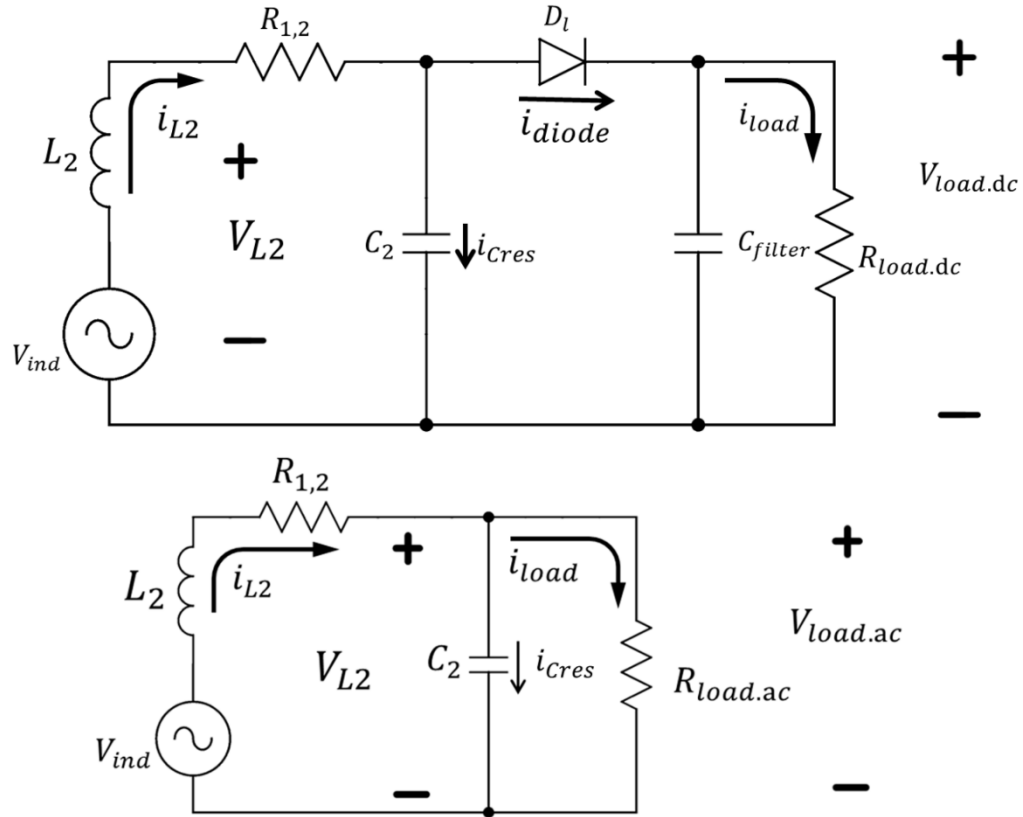 R1,2
Dl
+
iL2
idiode
iload
L2
+
Vload.dc
VL2
C2
iCres
Cfilter
Rload.dc
Vind
−
−
R1,2
+
+
iload
L2
iL2
Vload.ac
VL2
C2
iCres
Rload.ac
Vind
−
−